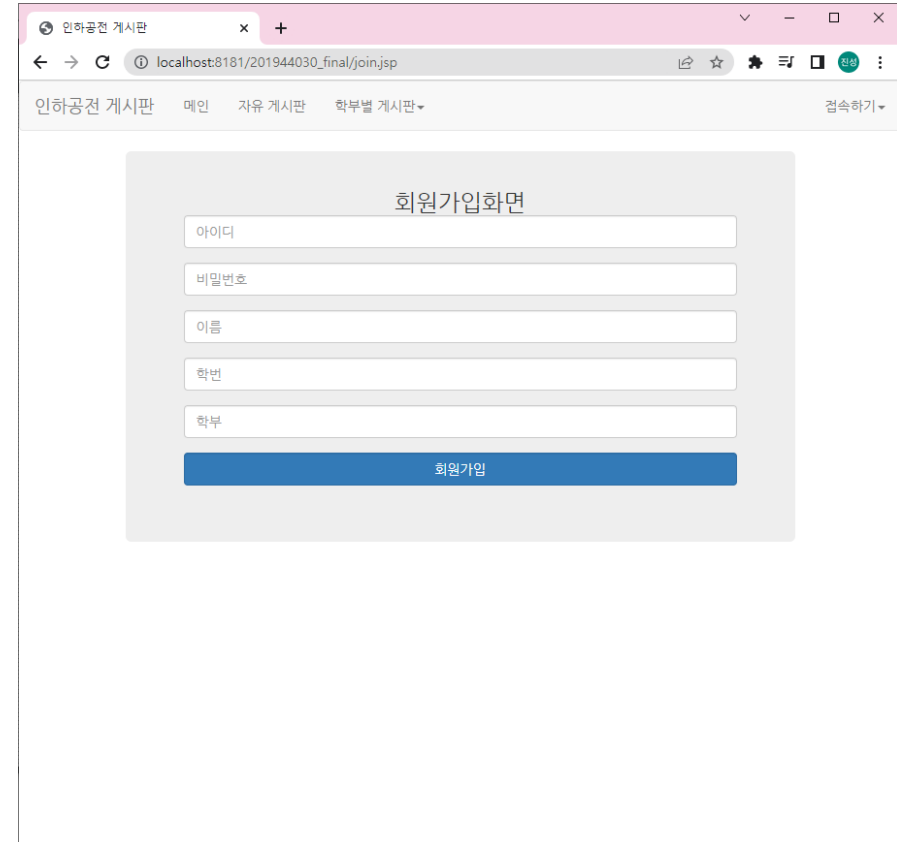 인하공전 게시판
localhost:8181/201944030_final/join.jsp
진성
인하공전 게시판 메인 자유 게시판 학부별 게시판 접속하기
회원가입화면
아이디
비밀번호
이름
학번
학부
회원가입